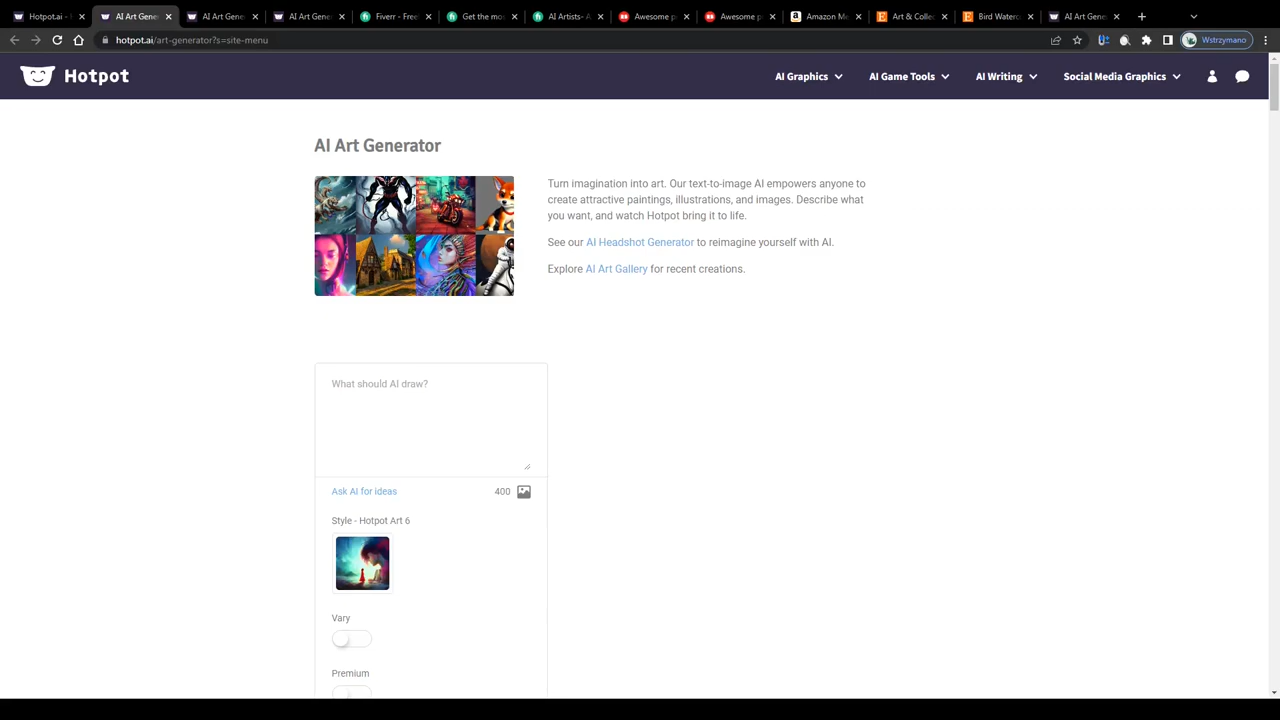 Hotpot.ai -
AI Art Gene
AI Art Gene
AI Art Gene
Fiverr - Free
Get the mos
AI Artists- A
Awesome p
Awesome p
Amazon Me
Art & Collec
Bird Waterc
AI Art Gene
hotpot.ai/art-generator?s=site-menu
Wstrzymano
Hotpot
AI Graphics
AI Game Tools
AI Writing
Social Media Graphics
AI Art Generator
Turn imagination into art. Our text-to-image AI empowers anyone to
create attractive paintings, illustrations, and images. Describe what
you want, and watch Hotpot bring it to life.
See our AI Headshot Generator to reimagine yourself with AI.
Explore AI Art Gallery for recent creations.
What should AI draw?
Ask AI for ideas 400
Style - Hotpot Art 6
Vary
Premium